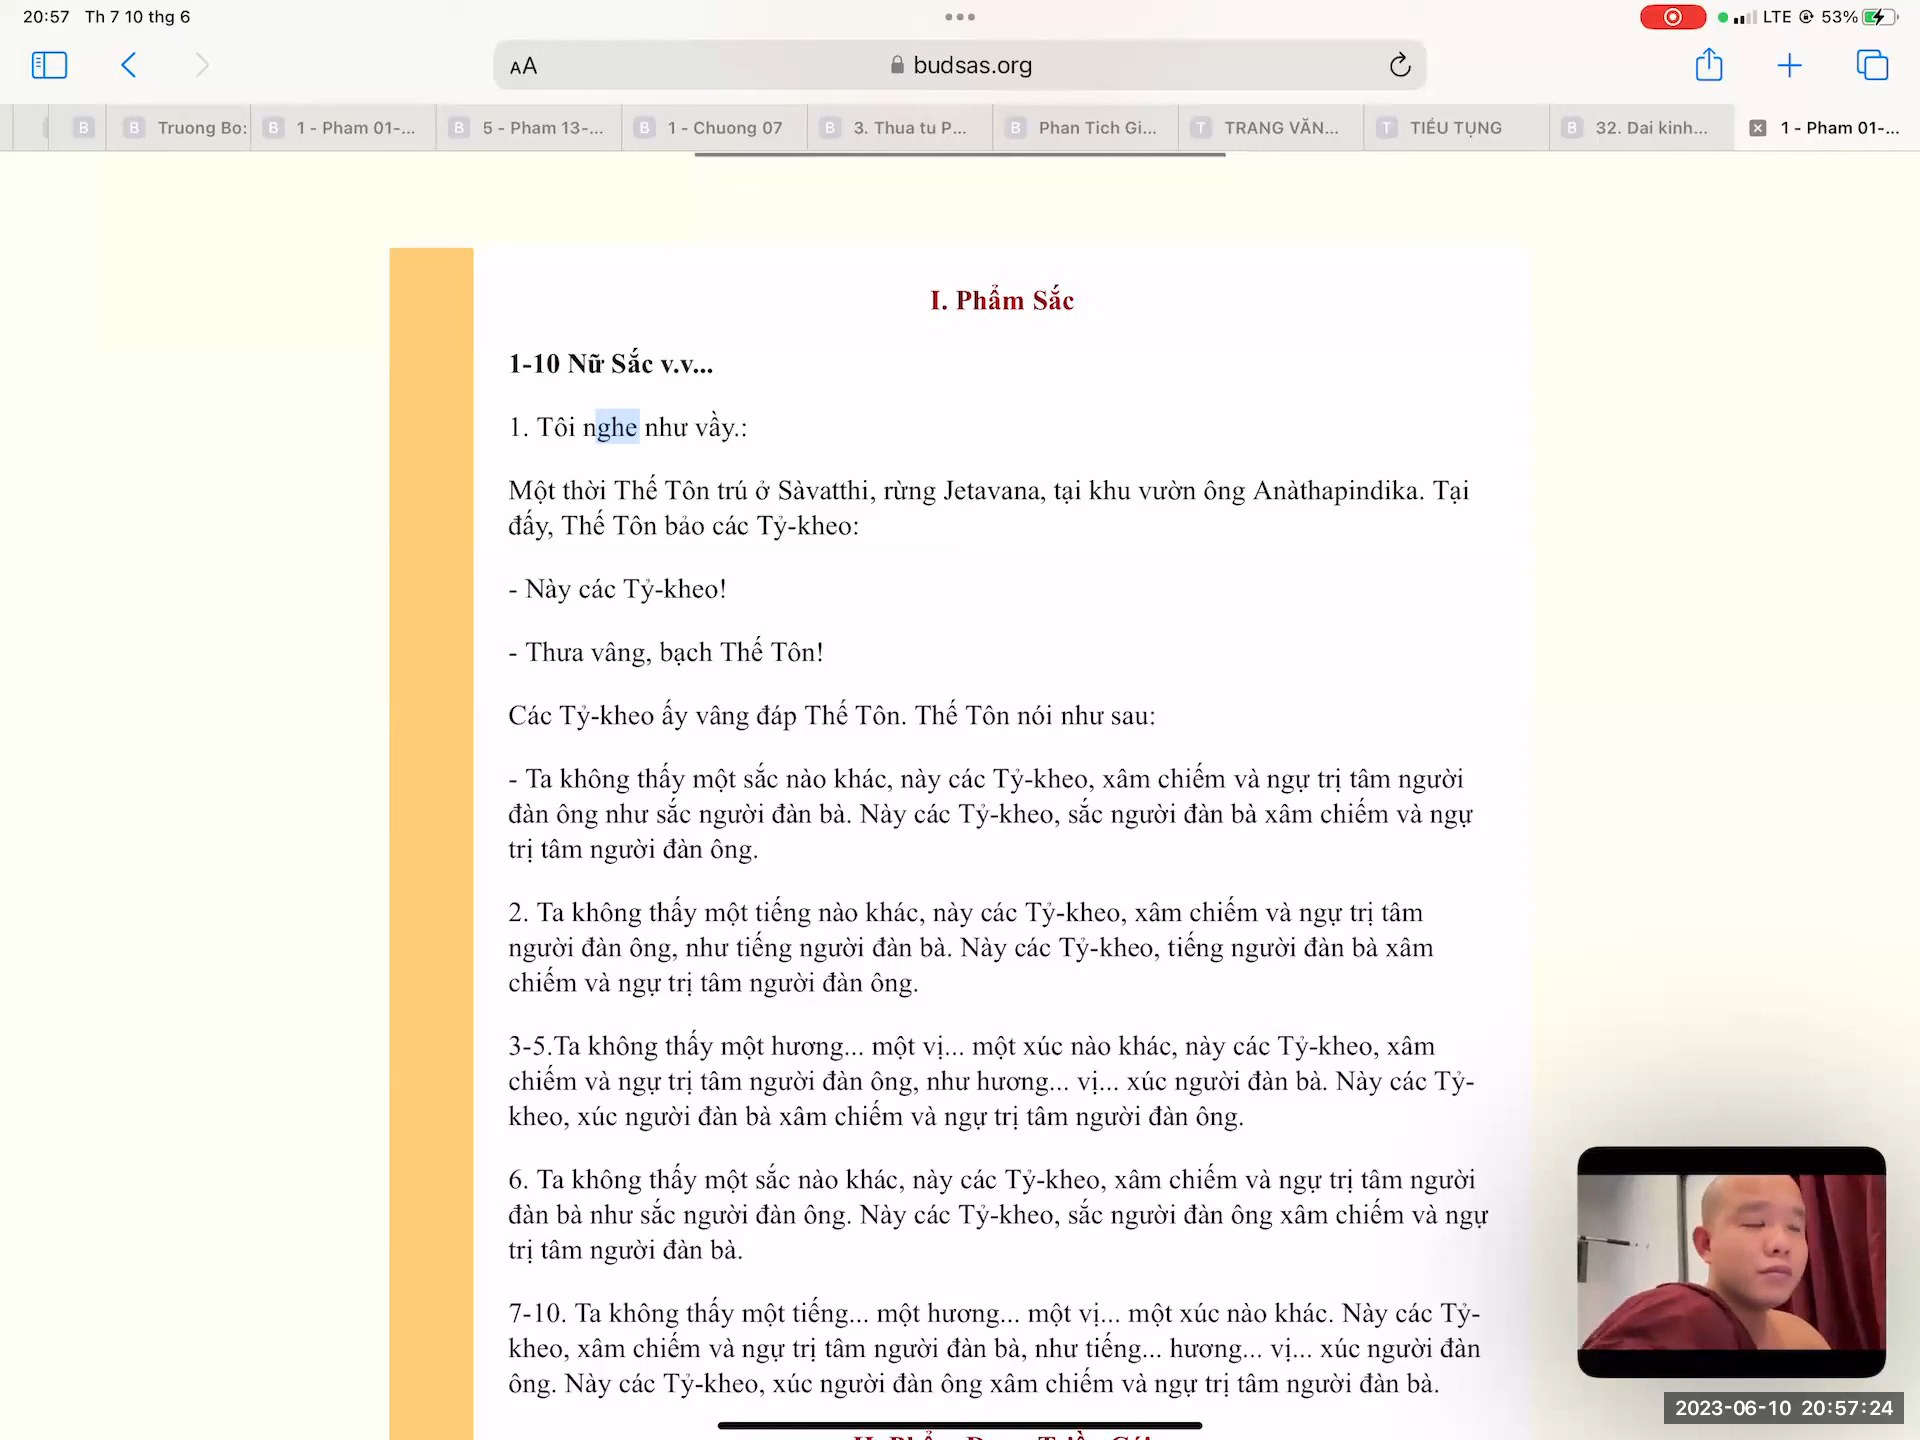 20:57 Th 7 10 thg 6
LTE 53%
AA budsas.org
Truong Bo:
1 - Pham 01-...
5 - Pham 13-...
1 - Chuong 07
3. Thua tu P...
Phan Tich Gi...
TRANG VĂN...
TIỂU TỤNG
32. Dai kinh...
1 - Pham 01-...
I. Phẩm Sắc
1-10 Nữ Sắc v.v...
1. Tôi nghe như vầy.:
Một thời Thế Tôn trú ở Sàvatthi, rừng Jetavana, tại khu vườn ông Anàthapindika. Tại
đấy, Thế Tôn bảo các Tỷ-kheo:
- Này các Tỷ-kheo!
- Thưa vâng, bạch Thế Tôn!
Các Tỷ-kheo ấy vâng đáp Thế Tôn. Thế Tôn nói như sau:
- Ta không thấy một sắc nào khác, này các Tỷ-kheo, xâm chiếm và ngự trị tâm người
đàn ông như sắc người đàn bà. Này các Tỷ-kheo, sắc người đàn bà xâm chiếm và ngự
trị tâm người đàn ông.
2. Ta không thấy một tiếng nào khác, này các Tỷ-kheo, xâm chiếm và ngự trị tâm
người đàn ông, như tiếng người đàn bà. Này các Tỷ-kheo, tiếng người đàn bà xâm
chiếm và ngự trị tâm người đàn ông.
3-5.Ta không thấy một hương... một vị... một xúc nào khác, này các Tỷ-kheo, xâm
chiếm và ngự trị tâm người đàn ông, như hương... vị... xúc người đàn bà. Này các Tỷ-
kheo, xúc người đàn bà xâm chiếm và ngự trị tâm người đàn ông.
6. Ta không thấy một sắc nào khác, này các Tỷ-kheo, xâm chiếm và ngự trị tâm người
đàn bà như sắc người đàn ông. Này các Tỷ-kheo, sắc người đàn ông xâm chiếm và ngự
trị tâm người đàn bà.
7-10. Ta không thấy một tiếng... một hương... một vị... một xúc nào khác. Này các Tỷ-
kheo, xâm chiếm và ngự trị tâm người đàn bà, như tiếng... hương... vị... xúc người đàn
ông. Này các Tỷ-kheo, xúc người đàn ông xâm chiếm và ngự trị tâm người đàn bà.
2023-06-10 20:57:24